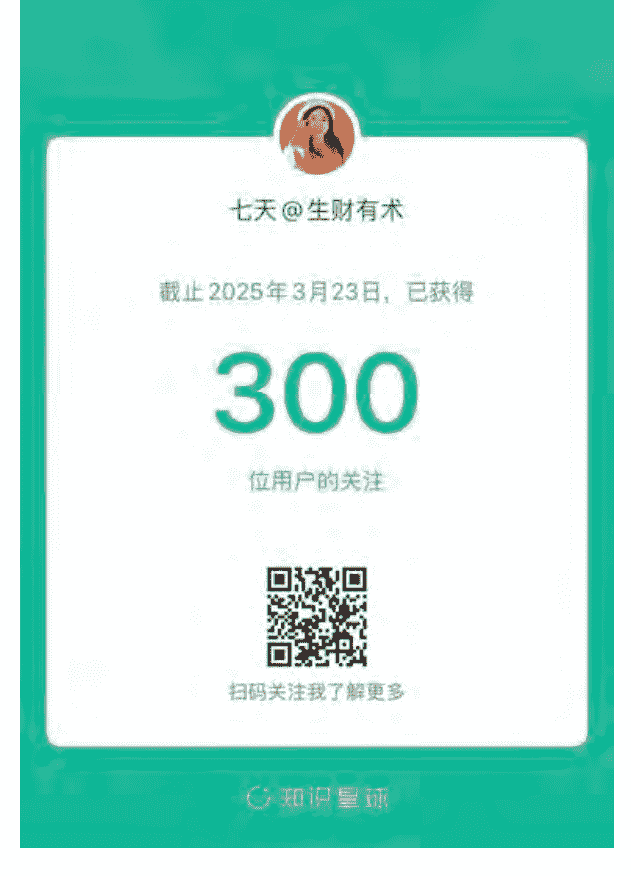 七天@生财有术
截止2025年3月23日，已获得
300
位用户的关注
扫码关注我了解更多
知识星球